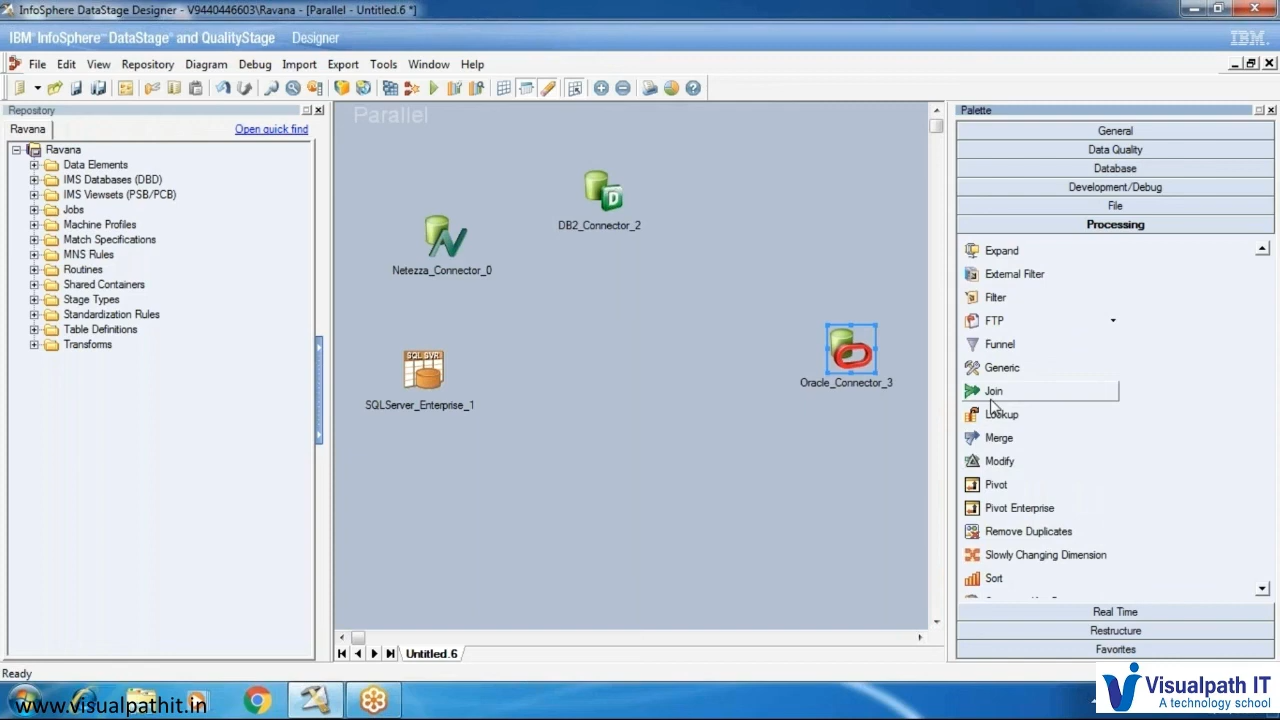 InfoSphere DataStage Designer - V9440446603\Ravana - [Parallel - Untitled.6 *]
IBM® InfoSphere™ DataStage® and QualityStage Designer
IBM.
File Edit View Repository Diagram Debug Import Export Tools Window Help
Repository
Ravana
Open quick find
Ravana
Data Elements
IMS Databases (DBD)
IMS Viewsets (PSB/PCB)
Jobs
Machine Profiles
Match Specifications
MNS Rules
Routines
Shared Containers
Stage Types
Standardization Rules
Table Definitions
Transforms
Parallel
D
DB2_Connector_2
Netezza_Connector_0
SQL SVR
SQLServer_Enterprise_1
Oracle_Connector_3
Untitled.6
Palette
General
Data Quality
Database
Development/Debug
File
Processing
Expand
External Filter
Filter
FTP
Funnel
Generic
Join
Lookup
Merge
Modify
Pivot
Pivot Enterprise
Remove Duplicates
Slowly Changing Dimension
Sort
Real Time
Restructure
Favorites
Ready
www.visualpathit.in
Visualpath IT
A technology school